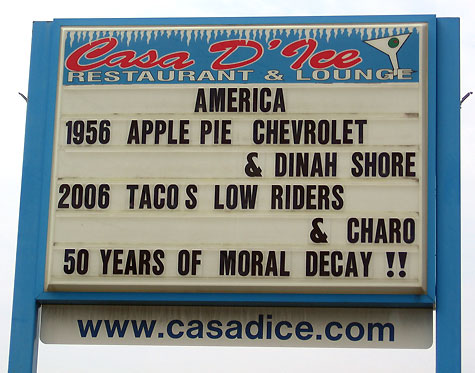 Casa D'Ice
RESTAURANT & LOUNGE
AMERICA
1956 APPLE PIE CHEVROLET
& DINAH SHORE
2006 TACOS LOW RIDERS
& CHARO
50 YEARS OF MORAL DECAY !!
www.casadice.com